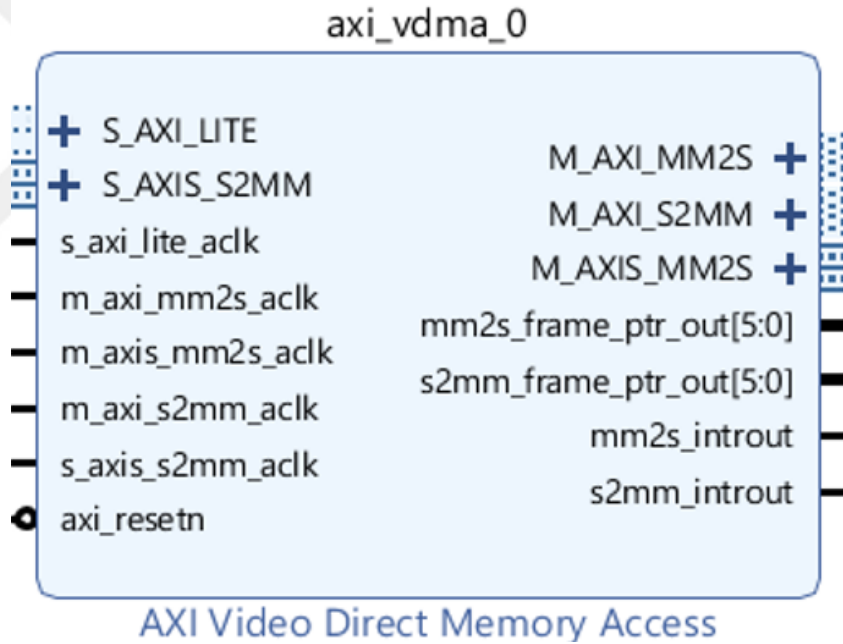 axi_vdma_0
S_AXI_LITE
S_AXIS_S2MM
s_axi_lite_aclk
m_axi_mm2s_aclk
m_axis_mm2s_aclk
m_axi_s2mm_aclk
s_axis_s2mm_aclk
axi_resetn
M_AXI_MM2S
M_AXI_S2MM
M_AXIS_MM2S
mm2s_frame_ptr_out[5:0]
s2mm_frame_ptr_out[5:0]
mm2s_introut
s2mm_introut
AXI Video Direct Memory Access